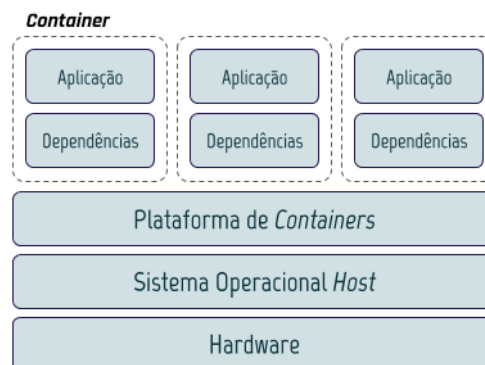 Container
Aplicação Aplicação Aplicação
Dependências Dependências Dependências
Plataforma de Containers
Sistema Operacional Host
Hardware